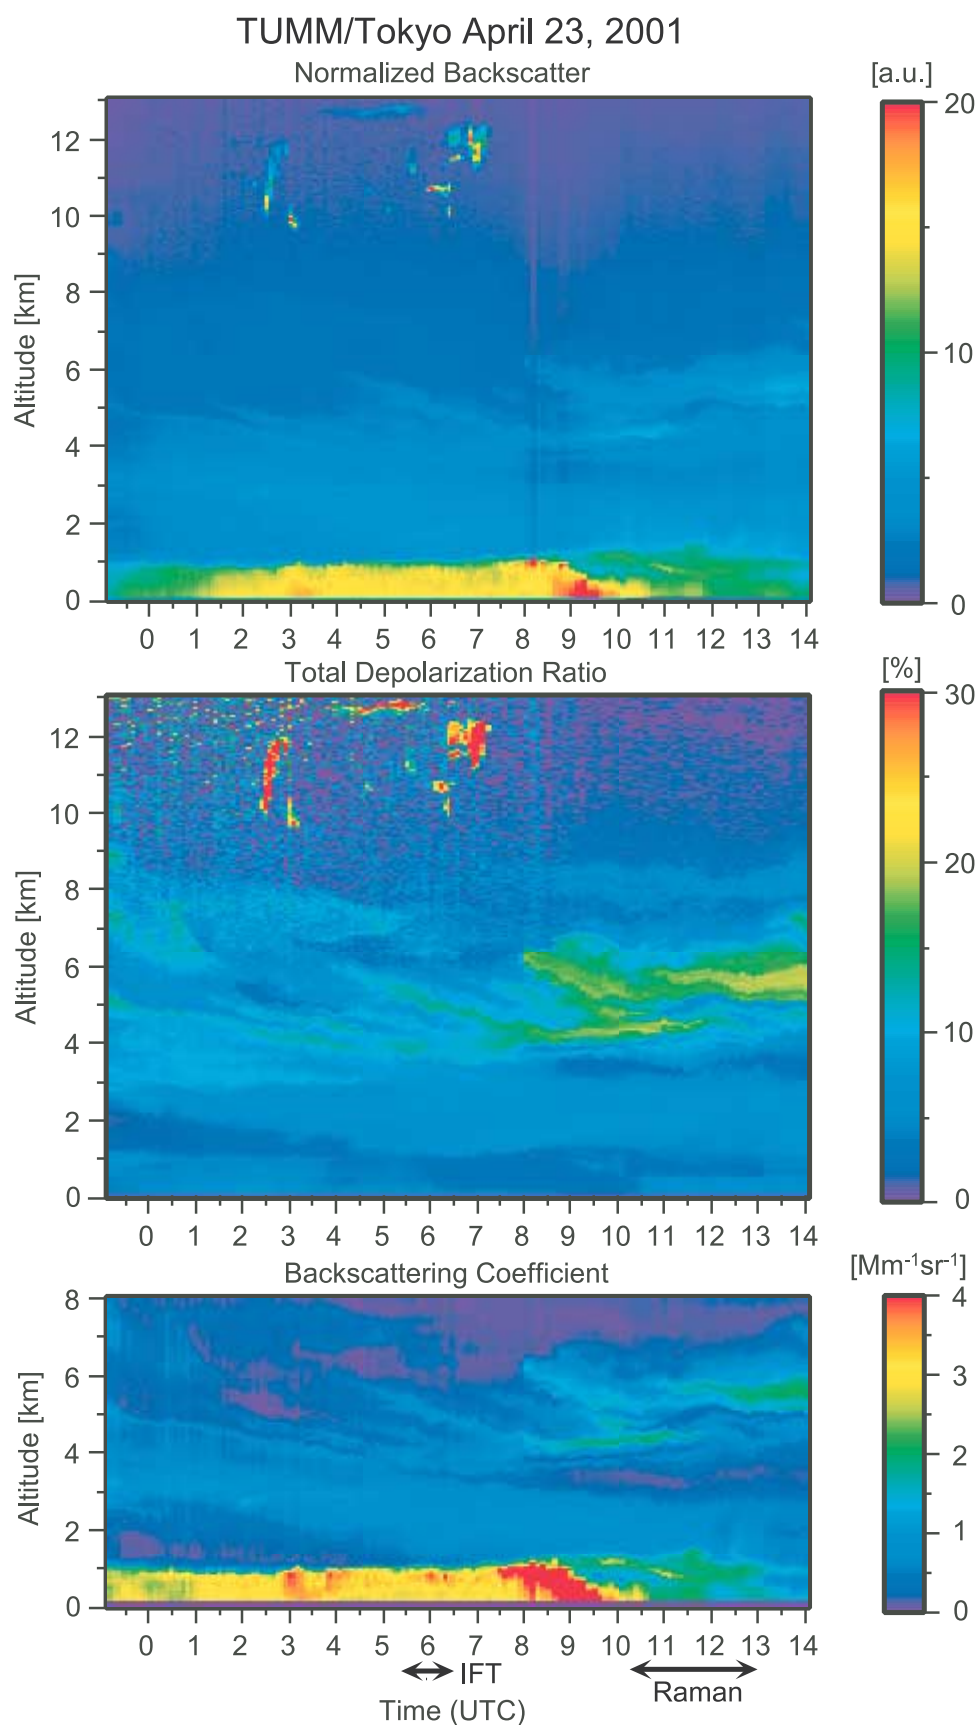 TUMM/Tokyo April 23, 2001
Normalized Backscatter
[a.u.]
Altitude [km]
12
10
8
6
4
2
0
0 1 2 3 4 5 6 7 8 9 10 11 12 13 14
20
10
0
Total Depolarization Ratio
[%]
Altitude [km]
12
10
8
6
4
2
0
0 1 2 3 4 5 6 7 8 9 10 11 12 13 14
30
20
10
0
Backscattering Coefficient
[Mm-1sr-1]
Altitude [km]
8
6
4
2
0
0 1 2 3 4 5 6 7 8 9 10 11 12 13 14
4
3
2
1
0
IFT
Raman
Time (UTC)